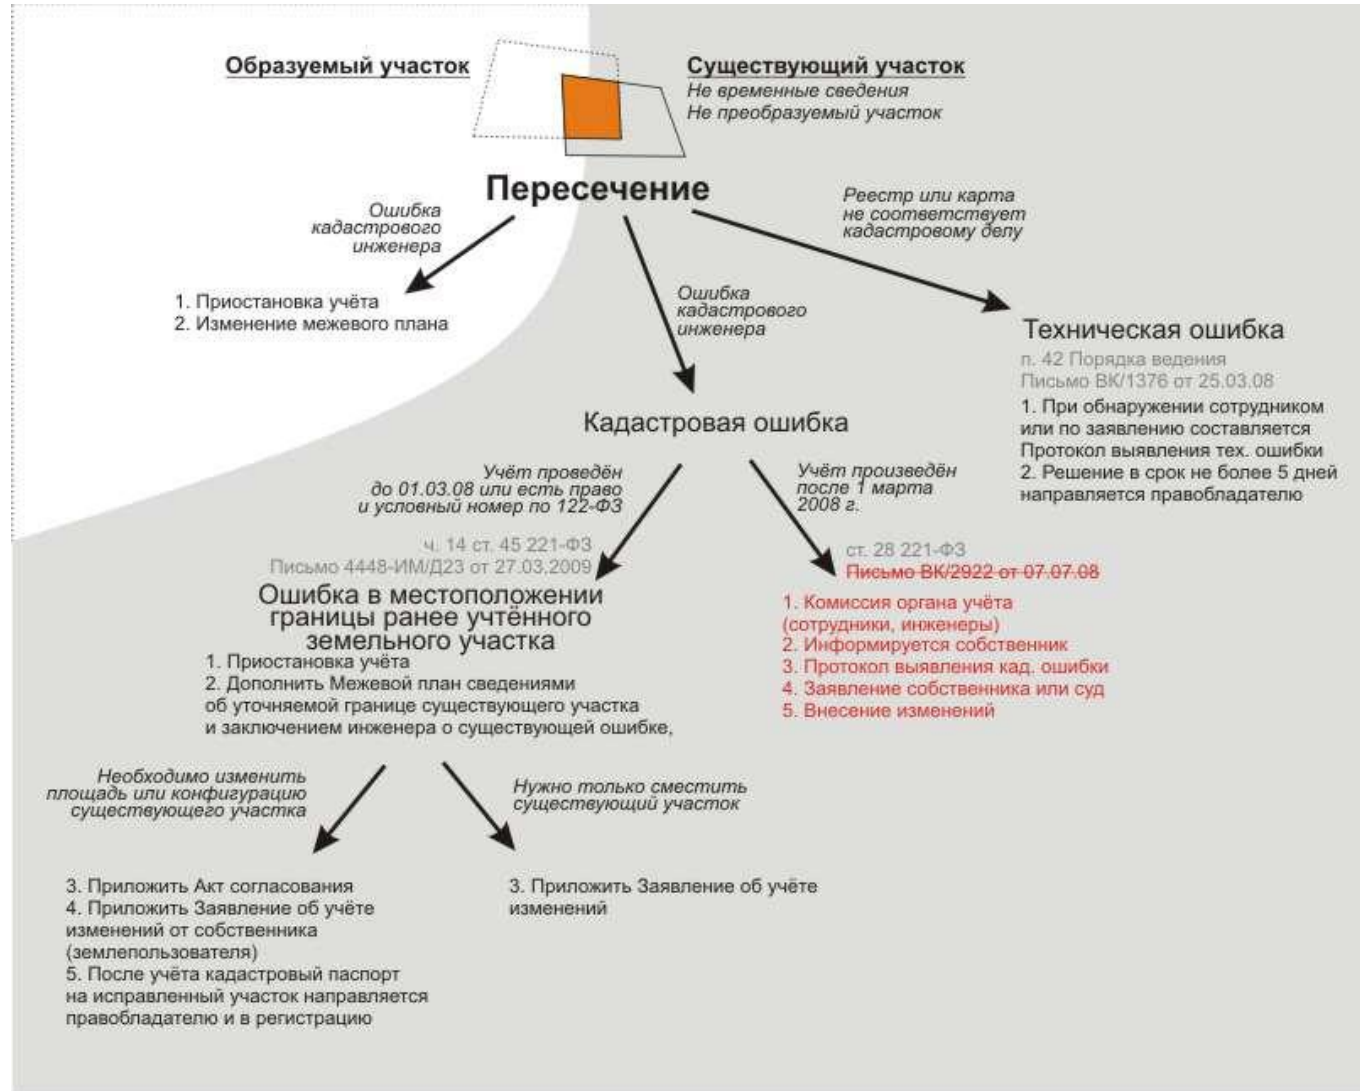 Образуемый участок
Существующий участок
Не временные сведения
Не преобразуемый участок
Пересечение
Ошибка
кадастрового
инженера
1. Приостановка учёта
2. Изменение межевого плана
Ошибка
кадастрового
инженера
Реестр или карта
не соответствует
кадастровому делу
Техническая ошибка
п. 42 Порядка ведения
Письмо ВК/1376 от 25.03.08
1. При обнаружении сотрудником
или по заявлению составляется
Протокол выявления тех. ошибки
2. Решение в срок не более 5 дней
направляется правобладателю
Кадастровая ошибка
Учёт проведён
до 01.03.08 или есть право
и условный номер по 122-ФЗ
ч. 14 ст. 45 221-ФЗ
Письмо 4448-ИМ/Д23 от 27.03.2009
Ошибка в местоположении
границы ранее учтённого
земельного участка
1. Приостановка учёта
2. Дополнить Межевой план сведениями
об уточняемой границе существующего участка
и заключением инженера о существующей ошибке,
Учёт произведён
после 1 марта
2008 г.
ст. 28 221-ФЗ
Письмо ВК/2922 от 07.07.08
1. Комиссия органа учёта
(сотрудники, инженеры)
2. Информируется собственник
3. Протокол выявления кад. ошибки
4. Заявление собственника или суд
5. Внесение изменений
Необходимо изменить
площадь или конфигурацию
существующего участка
3. Приложить Акт согласования
4. Приложить Заявление об учёте
изменений от собственника
(землепользователя)
5. После учёта кадастровый паспорт
на исправленный участок направляется
правобладателю и в регистрацию
Нужно только сместить
существующий участок
3. Приложить Заявление об учёте
изменений